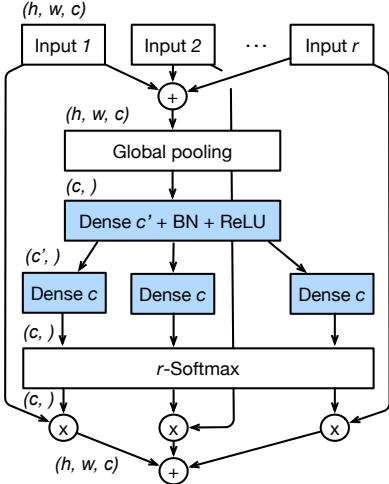 (h, w, c)
Input 1 Input 2 ... Input r
+
(h, w, c)
Global pooling
(c, )
Dense c' + BN + ReLU
(c', )
Dense c Dense c Dense c
(c, )
r-Softmax
(c, )
x x x
(h, w, c)
+